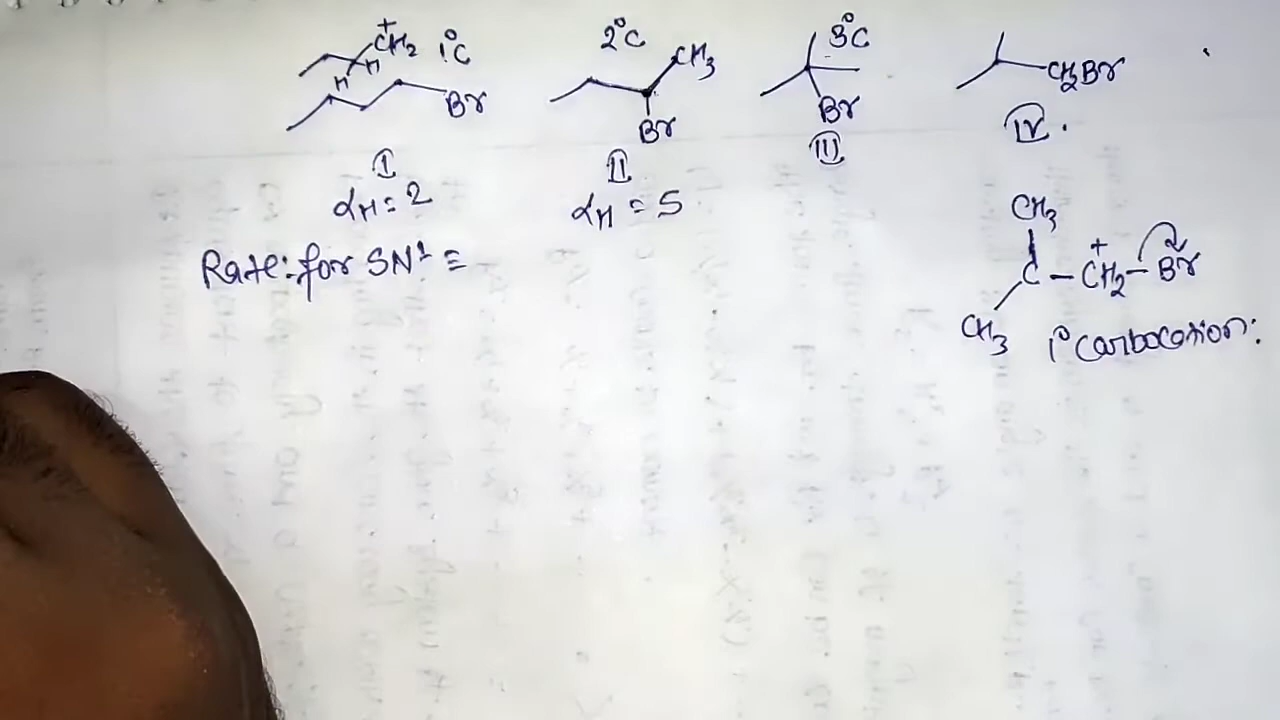 +CH2 1°C
H H
Br
I
αH = 2
2°C CH3
Br
II
αH = 5
3°C
Br
III
CH2Br
IV.
Rate: for SN1 =
CH3
C - +CH2 - Br
CH3
1° carbocation: